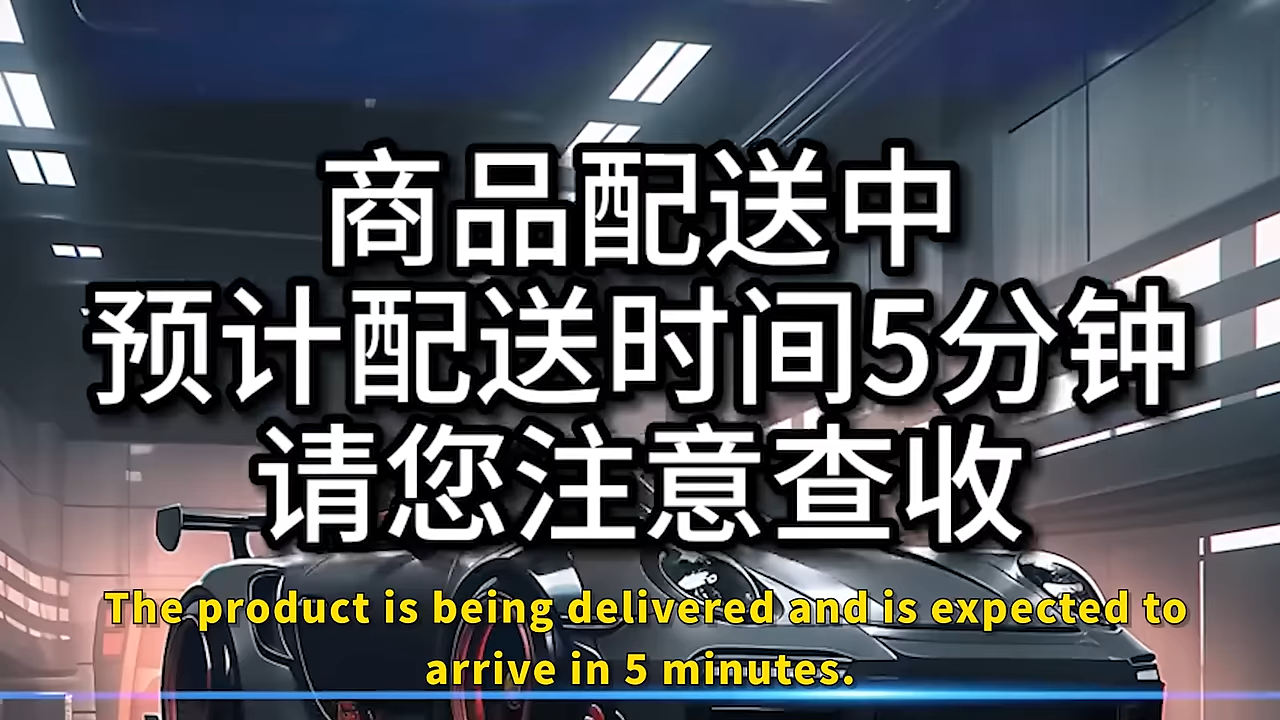 商品配送中
预计配送时间5分钟
请您注意查收
The product is being delivered and is expected to
arrive in 5 minutes.